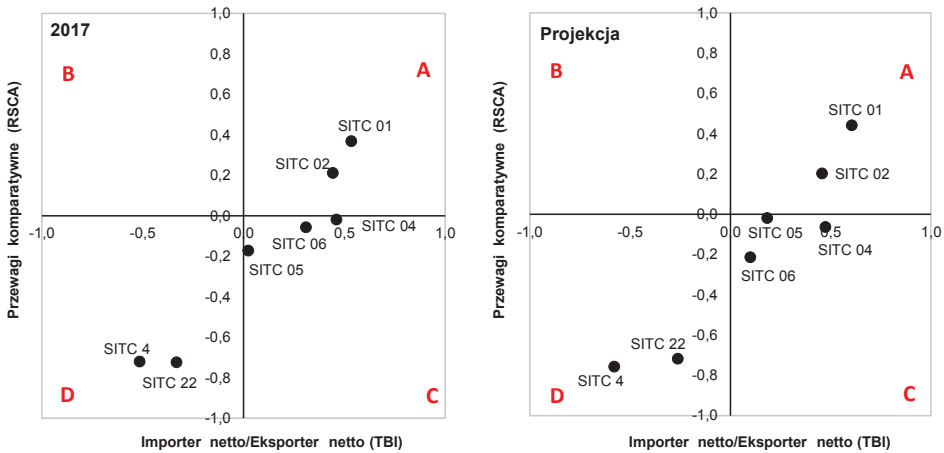 2017
1,0
0,8
B
A
0,6
SITC 01
0,4
SITC 02
0,2
0,0
-1,0
-0,5
0,5
1,0
SITC 04
SITC 06
-0,2
SITC 05
-0,4
-0,6
SITC 4
SITC 22
-0,8
D
C
-1,0
Przewagi komparatywne (RSCA)
Importer netto/Eksporter netto (TBI)
Projekcja
1,0
0,8
B
A
0,6
SITC 01
0,4
SITC 02
0,2
0,0
-1,0
-0,5
0,5
1,0
SITC 05
SITC 04
-0,2
SITC 06
-0,4
-0,6
SITC 22
SITC 4
-0,8
D
C
-1,0
Przewagi komparatywne (RSCA)
Importer netto/Eksporter netto (TBI)